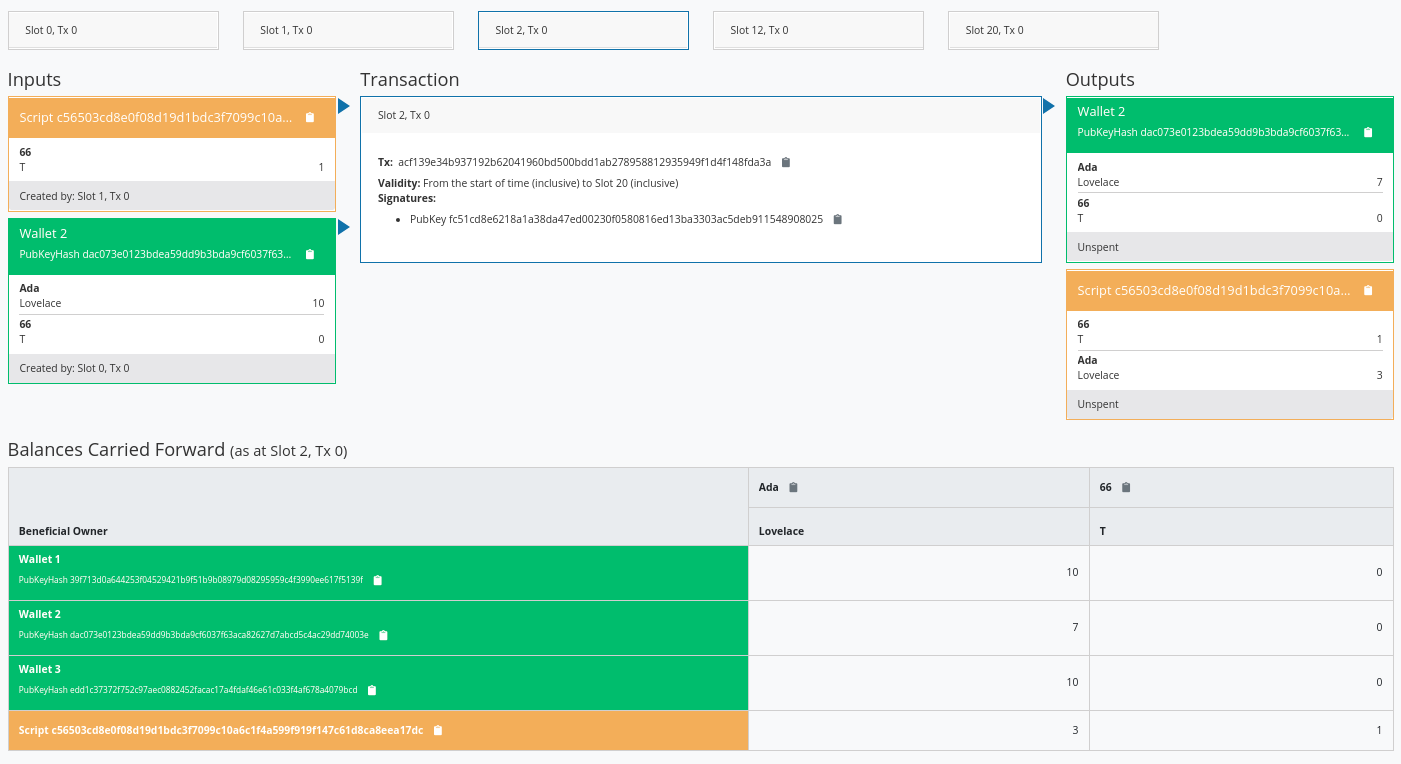 Slot 0, Tx 0
Slot 1, Tx 0
Slot 2, Tx 0
Slot 12, Tx 0
Slot 20, Tx 0
Inputs
Script c56503cd8e0f08d19d1bdc3f7099c10a...
66
T 1
Created by: Slot 1, Tx 0
Wallet 2
PubKeyHash dac073e0123bdea59dd9b3bda9cf6037f63...
Ada
Lovelace 10
66
T 0
Created by: Slot 0, Tx 0
Transaction
Slot 2, Tx 0
Tx: acf139e34b937192b62041960bd500bdd1ab278958812935949f1d4f148fda3a
Validity: From the start of time (inclusive) to Slot 20 (inclusive)
Signatures:
• PubKey fc51cd8e6218a1a38da47ed00230f0580816ed13ba3303ac5deb911548908025
Outputs
Wallet 2
PubKeyHash dac073e0123bdea59dd9b3bda9cf6037f63...
Ada
Lovelace 7
66
T 0
Unspent
Script c56503cd8e0f08d19d1bdc3f7099c10a...
66
T 1
Ada
Lovelace 3
Unspent
Balances Carried Forward (as at Slot 2, Tx 0)
Ada 66
Beneficial Owner Lovelace T
Wallet 1
PubKeyHash 39f713d0a644253f04529421b9f51b9b08979d08295959c4f3990ee617f5139f
10 0
Wallet 2
PubKeyHash dac073e0123bdea59dd9b3bda9cf6037f63aca82627d7abcd5c4ac29dd74003e
7 0
Wallet 3
PubKeyHash edd1c37372f752c97aec0882452facac17a4fdaf46e61c033f4af678a4079bcd
10 0
Script c56503cd8e0f08d19d1bdc3f7099c10a6c1f4a599f919f147c61d8ca8eea17dc 3 1